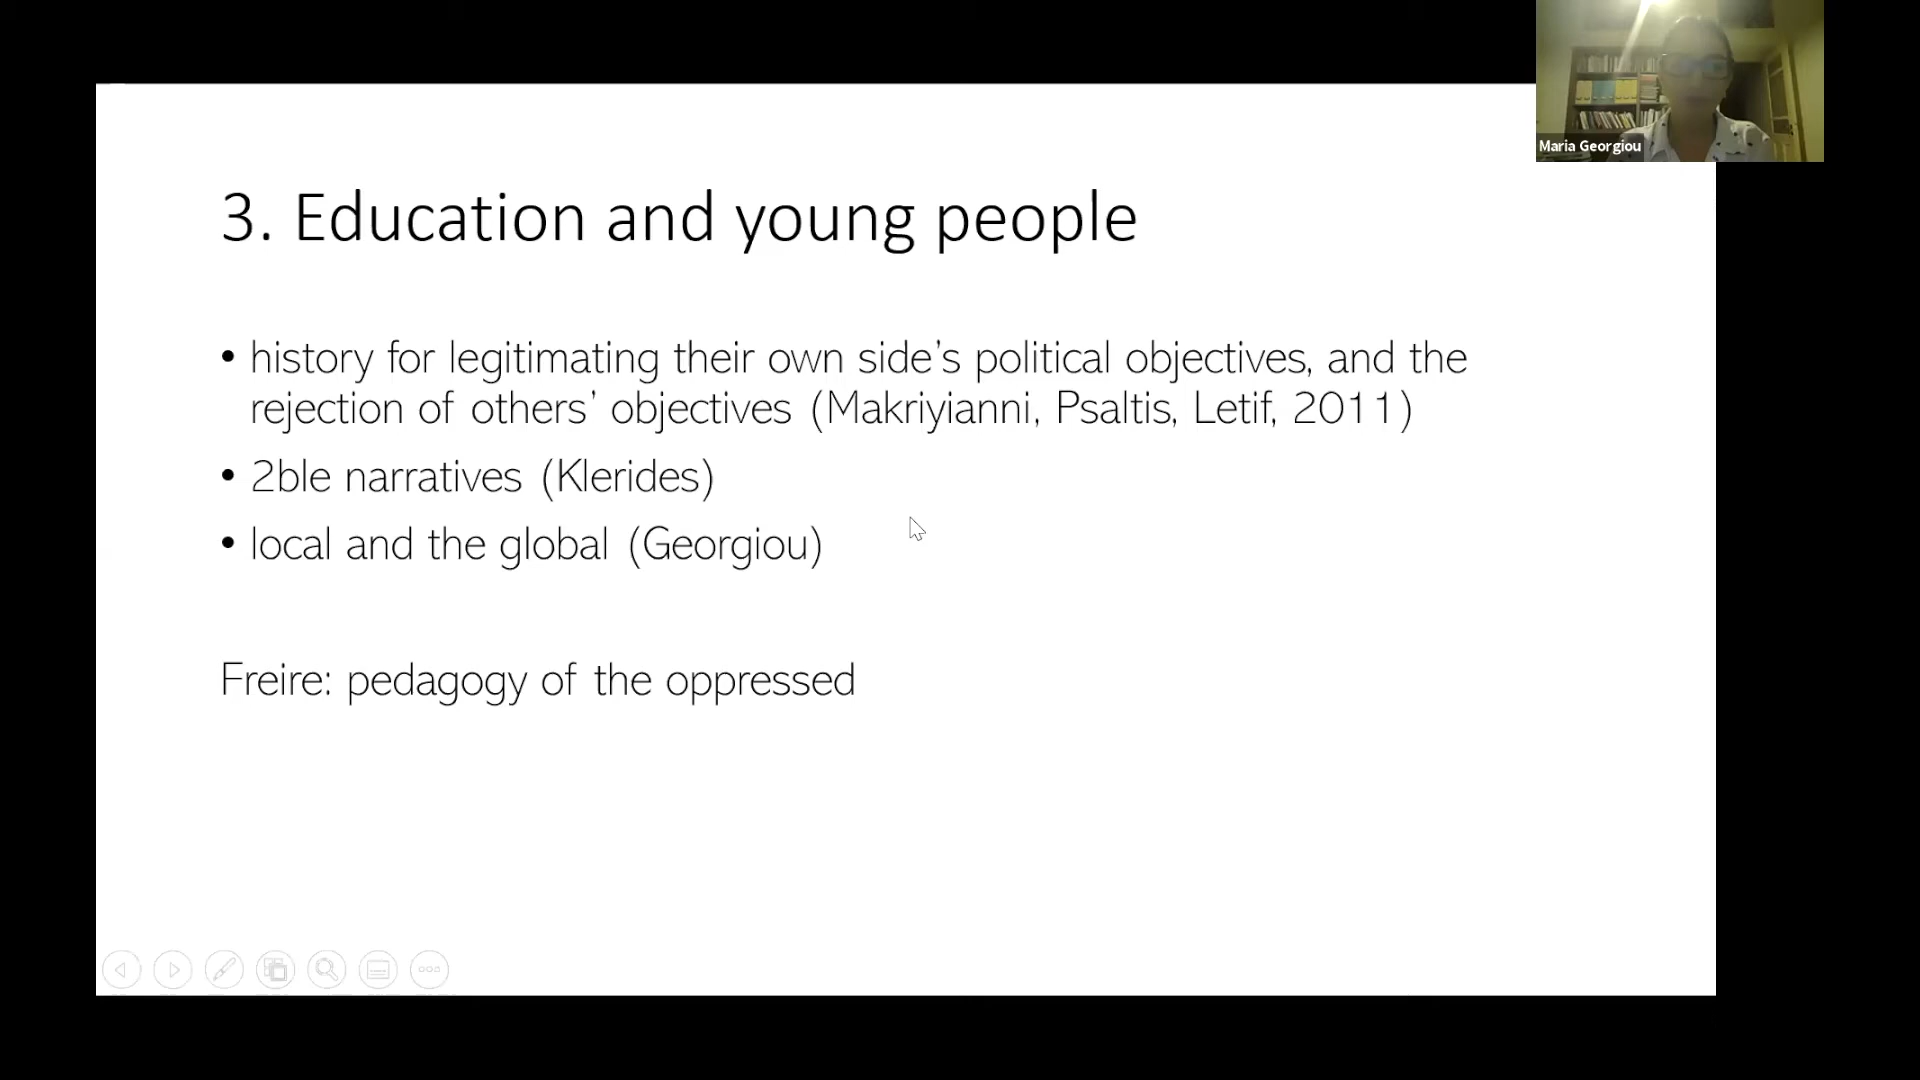 Maria Georgiou
3. Education and young people
• history for legitimating their own side’s political objectives, and the
rejection of others’ objectives (Makriyianni, Psaltis, Letif, 2011)
• 2ble narratives (Klerides)
• local and the global (Georgiou)
Freire: pedagogy of the oppressed